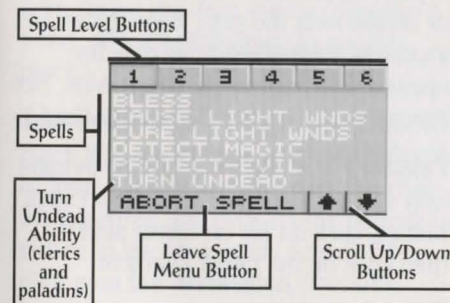 Spell Level Buttons
1 2 3 4 5 6
Spells
BLESS
CAUSE LIGHT WNDS
CURE LIGHT WNDS
DETECT MAGIC
PROTECT-EVIL
TURN UNDEAD
ABORT SPELL
Turn
Undead
Ability
(clerics
and
paladins)
Leave Spell
Menu Button
Scroll Up/Down
Buttons